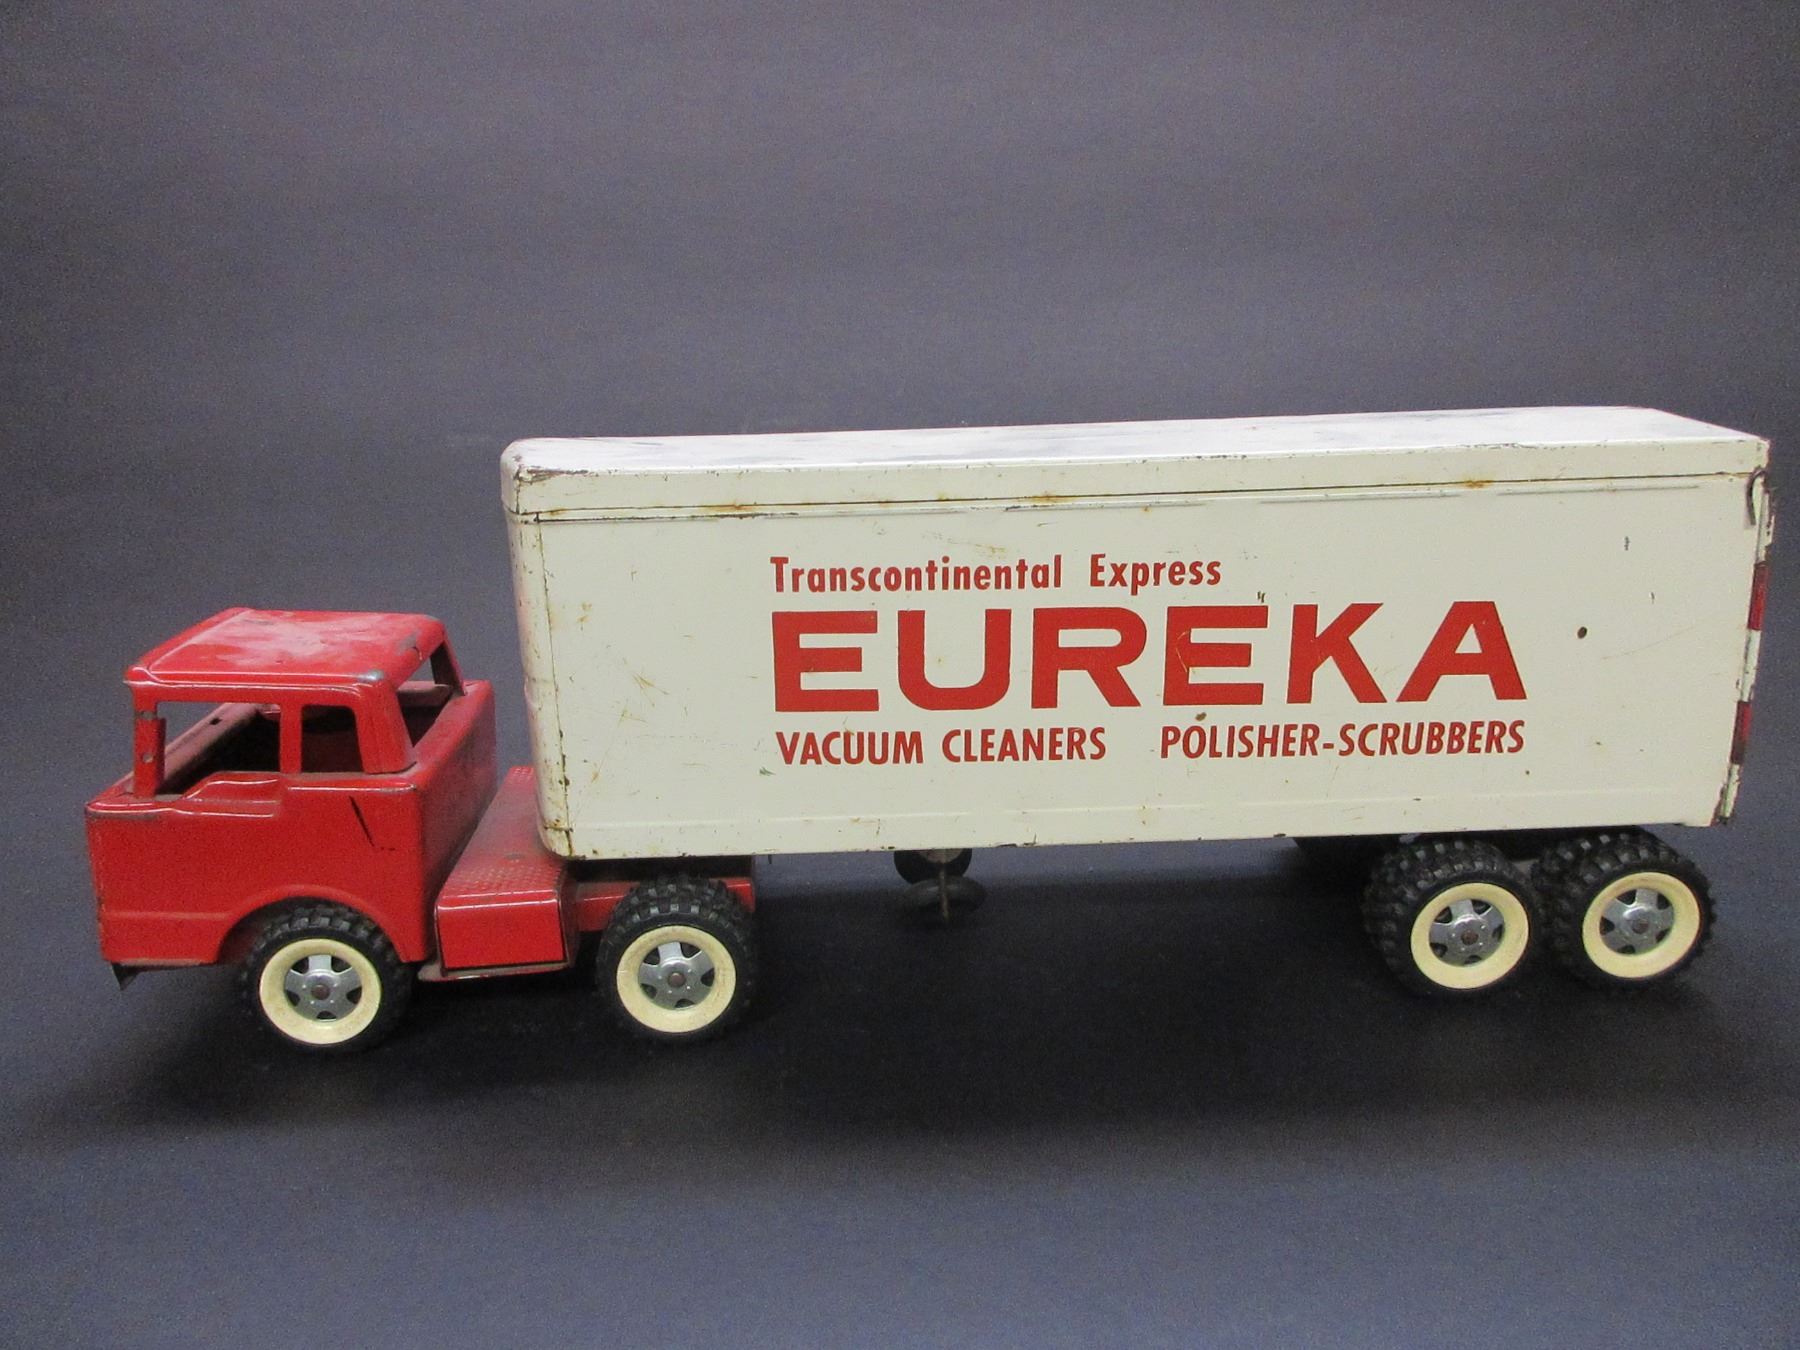 Transcontinental Express
EUREKA
VACUUM CLEANERS POLISHER-SCRUBBERS